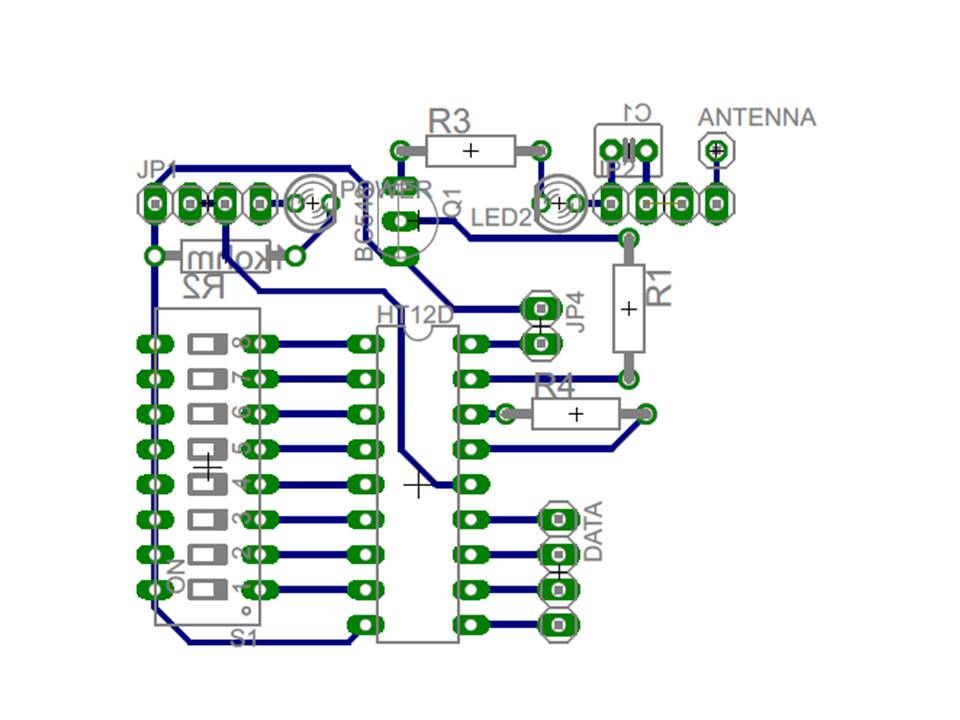 C1
ANTENNA
R3
JP1
JP2
POWER
Q1
LED2
BC548
1kohm
R2
R1
HT12D
JP4
R4
8
7
6
5
4
3
2
1
ON
S1
DATA